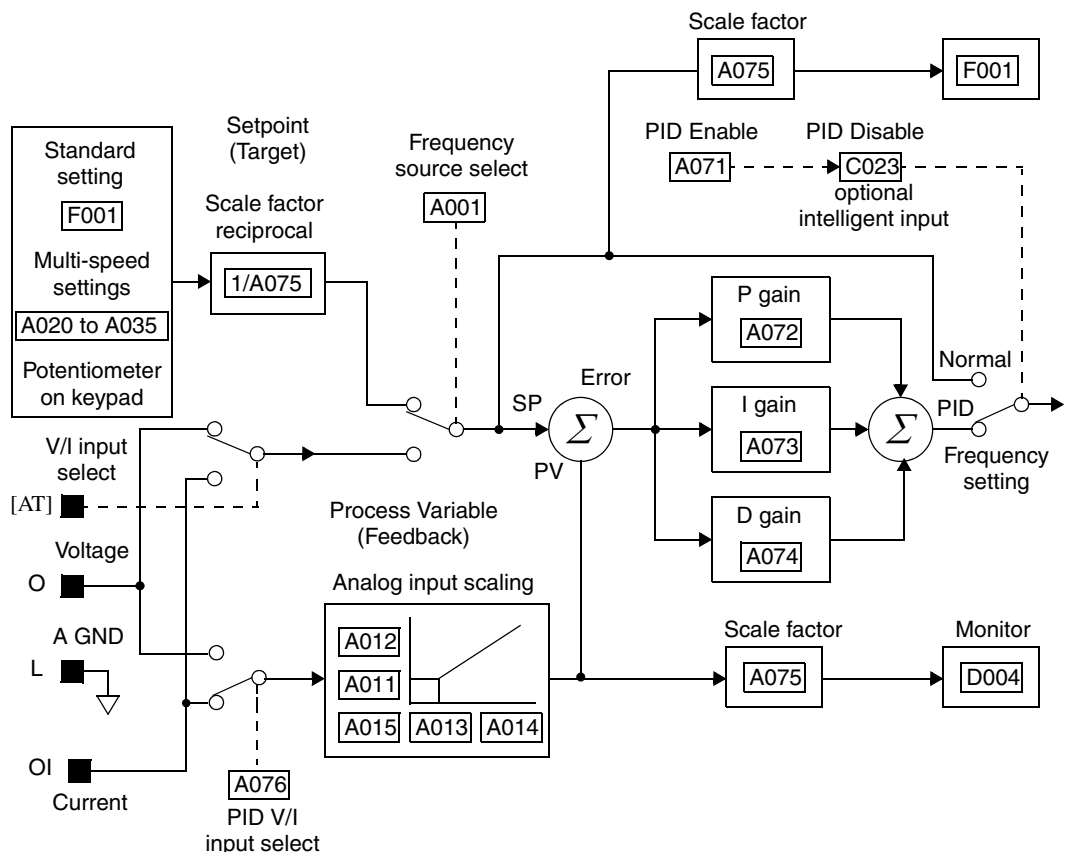 Scale factor
A075
F001
PID Enable
PID Disable
A071
C023
optional
intelligent input
Standard
setting
F001
Multi-speed
settings
A020 to A035
Potentiometer
on keypad
Setpoint
(Target)
Scale factor
reciprocal
1/A075
Frequency
source select
A001
SP
Error
Σ
PV
P gain
A072
I gain
A073
D gain
A074
Σ
Normal
PID
Frequency
setting
V/I input
select
[AT]
Voltage
O
A GND
L
OI
Current
Process Variable
(Feedback)
Analog input scaling
A012
A011
A015
A013
A014
A076
PID V/I
input select
Scale factor
A075
Monitor
D004